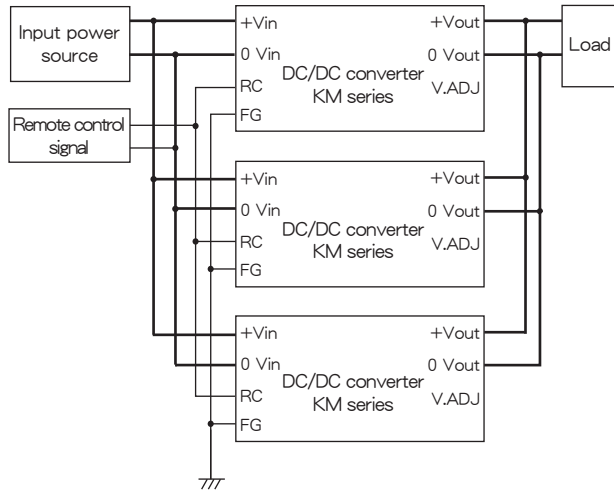 Input power
source
Remote control
signal
+Vin
0 Vin
RC
FG
DC/DC converter
KM series
+Vout
0 Vout
V.ADJ
Load
+Vin
0 Vin
RC
FG
DC/DC converter
KM series
+Vout
0 Vout
V.ADJ
+Vin
0 Vin
RC
FG
DC/DC converter
KM series
+Vout
0 Vout
V.ADJ